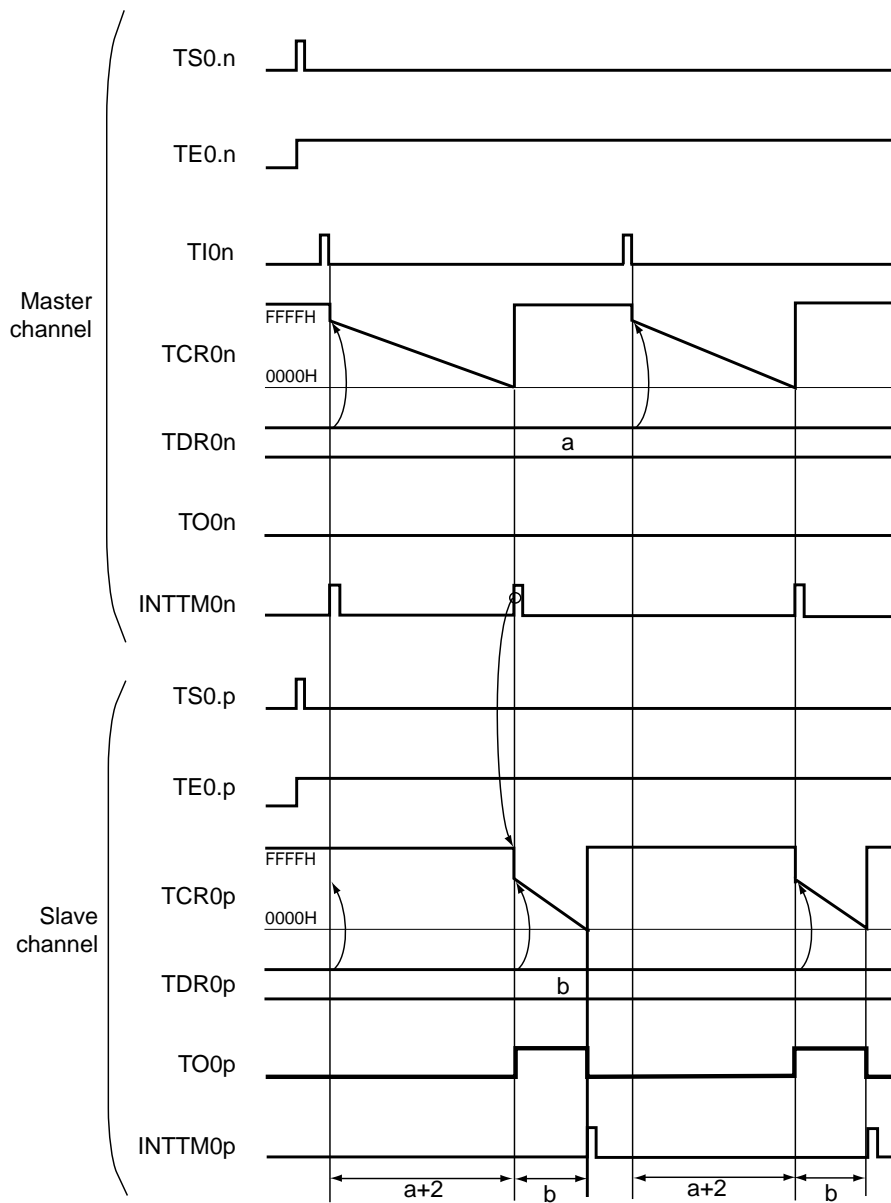 Master
channel
TS0.n
TE0.n
TI0n
TCR0n
FFFFH
0000H
TDR0n
a
TO0n
INTTM0n
Slave
channel
TS0.p
TE0.p
TCR0p
FFFFH
0000H
TDR0p
b
TO0p
INTTM0p
a+2
b
a+2
b